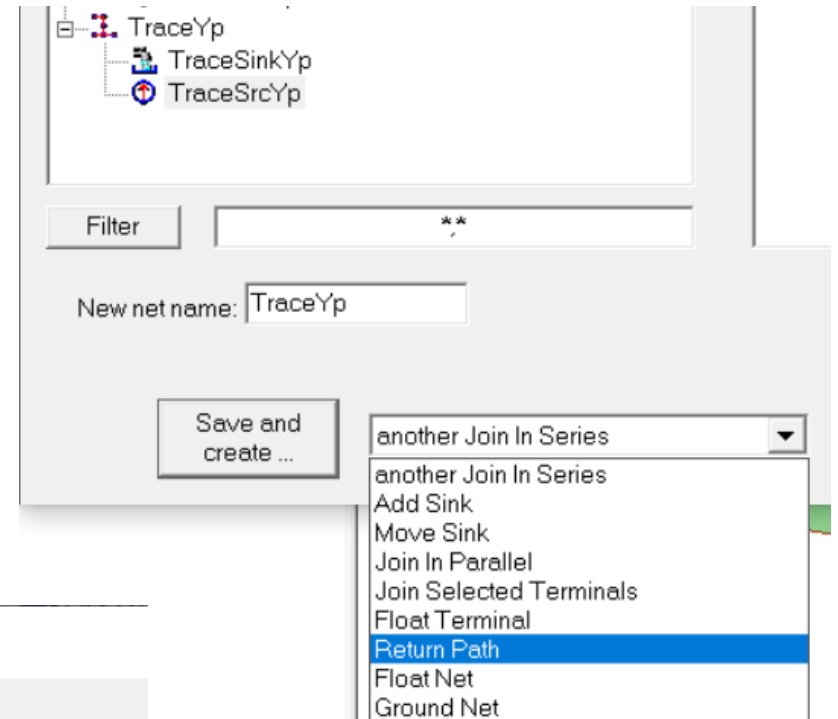 TraceYp
TraceSinkYp
TraceSrcYp
Filter
*,*
New net name: TraceYp
Save and
create ...
another Join In Series
another Join In Series
Add Sink
Move Sink
Join In Parallel
Join Selected Terminals
Float Terminal
Return Path
Float Net
Ground Net